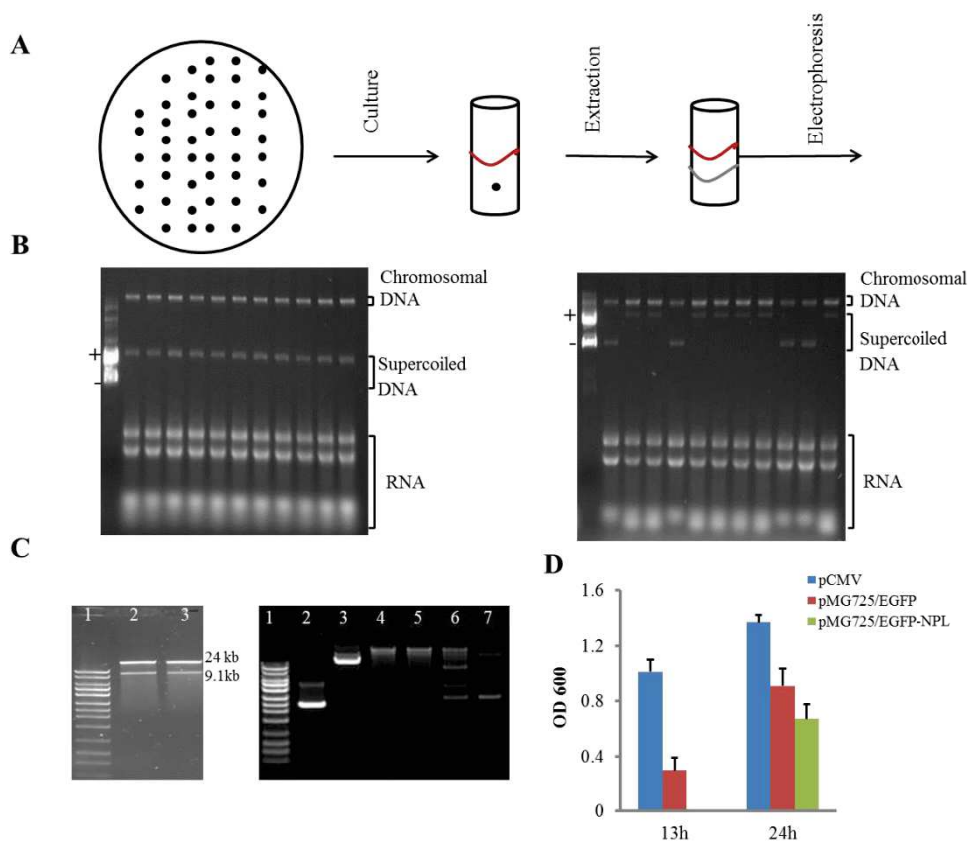 A
Culture
Extraction
Electrophoresis
B
Chromosomal
DNA
+
-
Supercoiled
DNA
RNA
Chromosomal
DNA
+
-
Supercoiled
DNA
RNA
C
1 2 3
24 kb
9.1kb
1 2 3 4 5 6 7
D
pCMV
pMG725/EGFP
pMG725/EGFP-NPL
OD 600
1.6
1.2
0.8
0.4
0
13h 24h